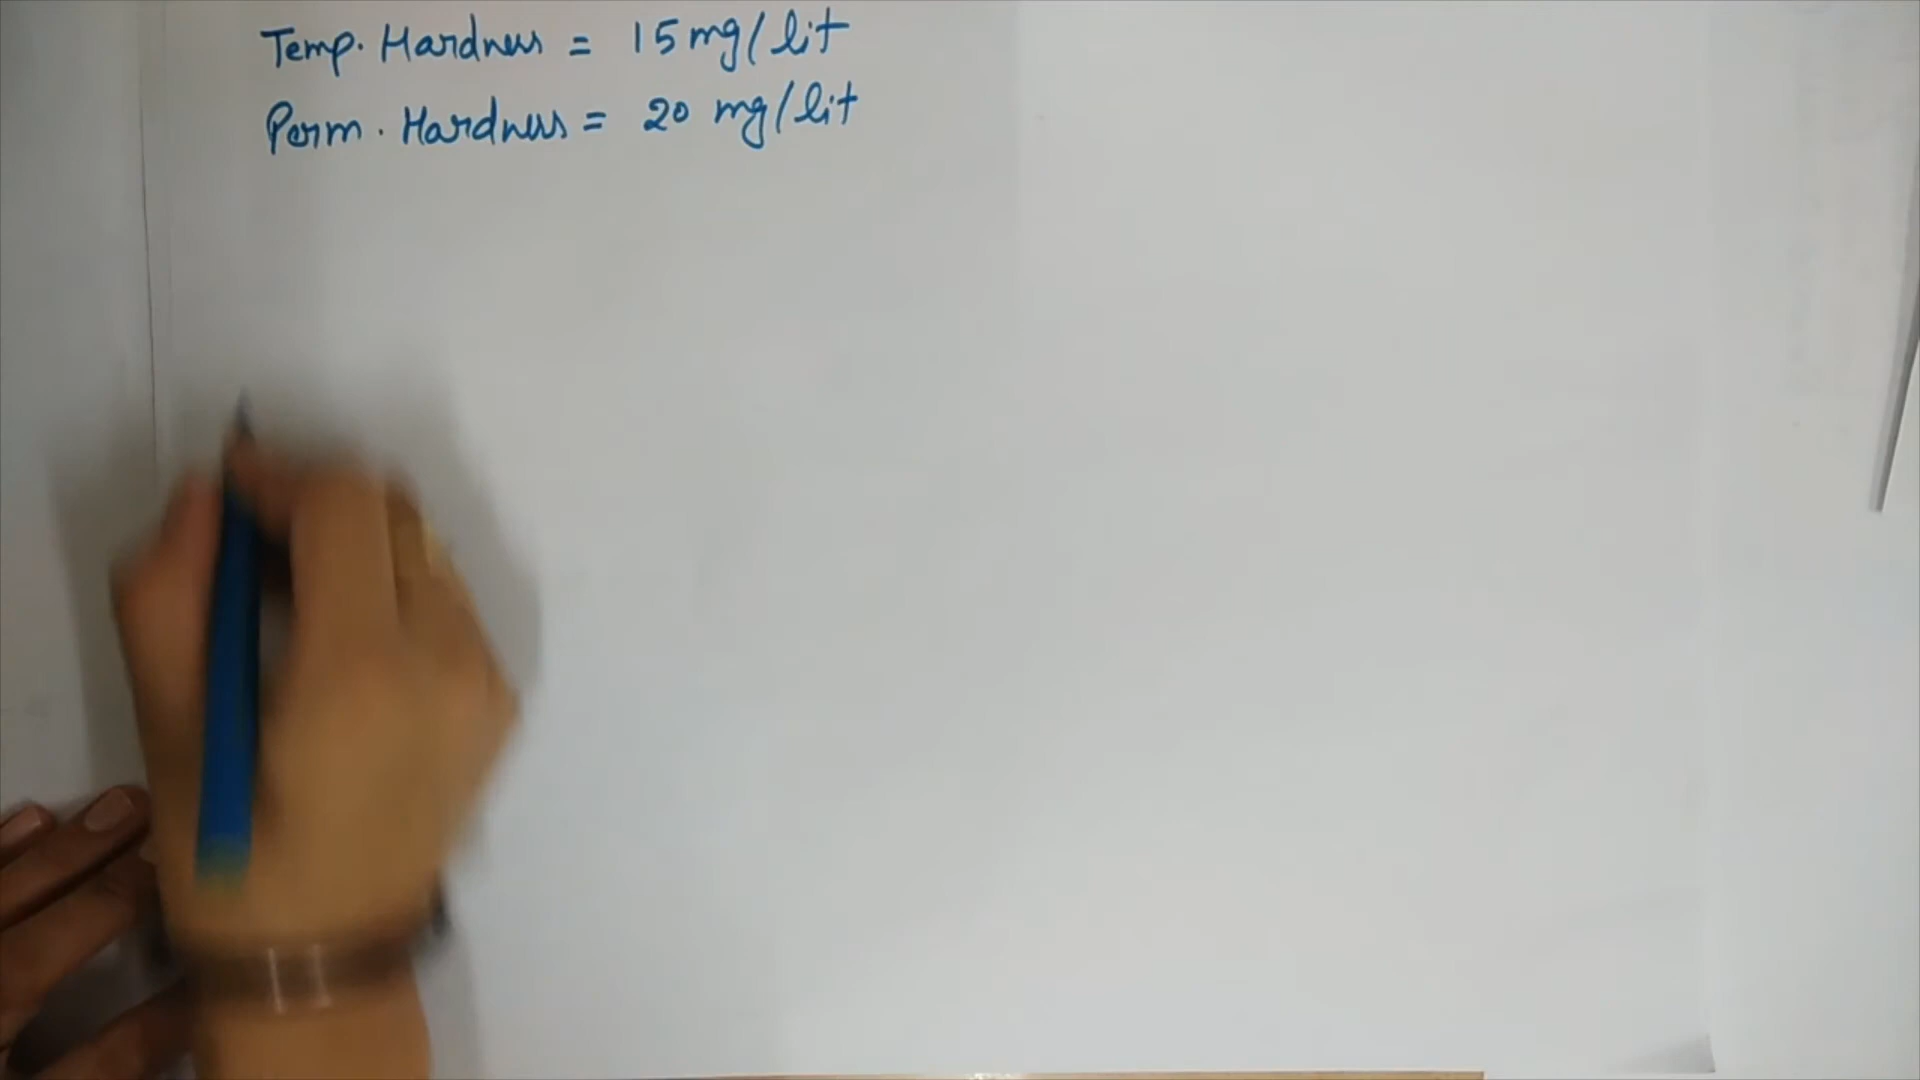 Temp. Hardness = 15 mg/lit
Perm. Hardness = 20 mg/lit